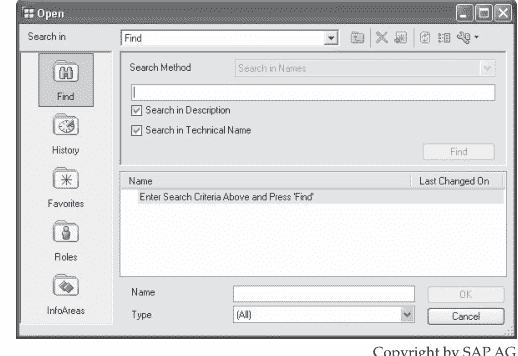 Open
Search in
Find
Search Method
Search in Names
Find
Search in Description
Search in Technical Name
History
Find
Name
Last Changed On
Enter Search Criteria Above and Press 'Find'
Favorites
Roles
InfoAreas
Name
OK
Type
(All)
Cancel
Copyright by SAP AG